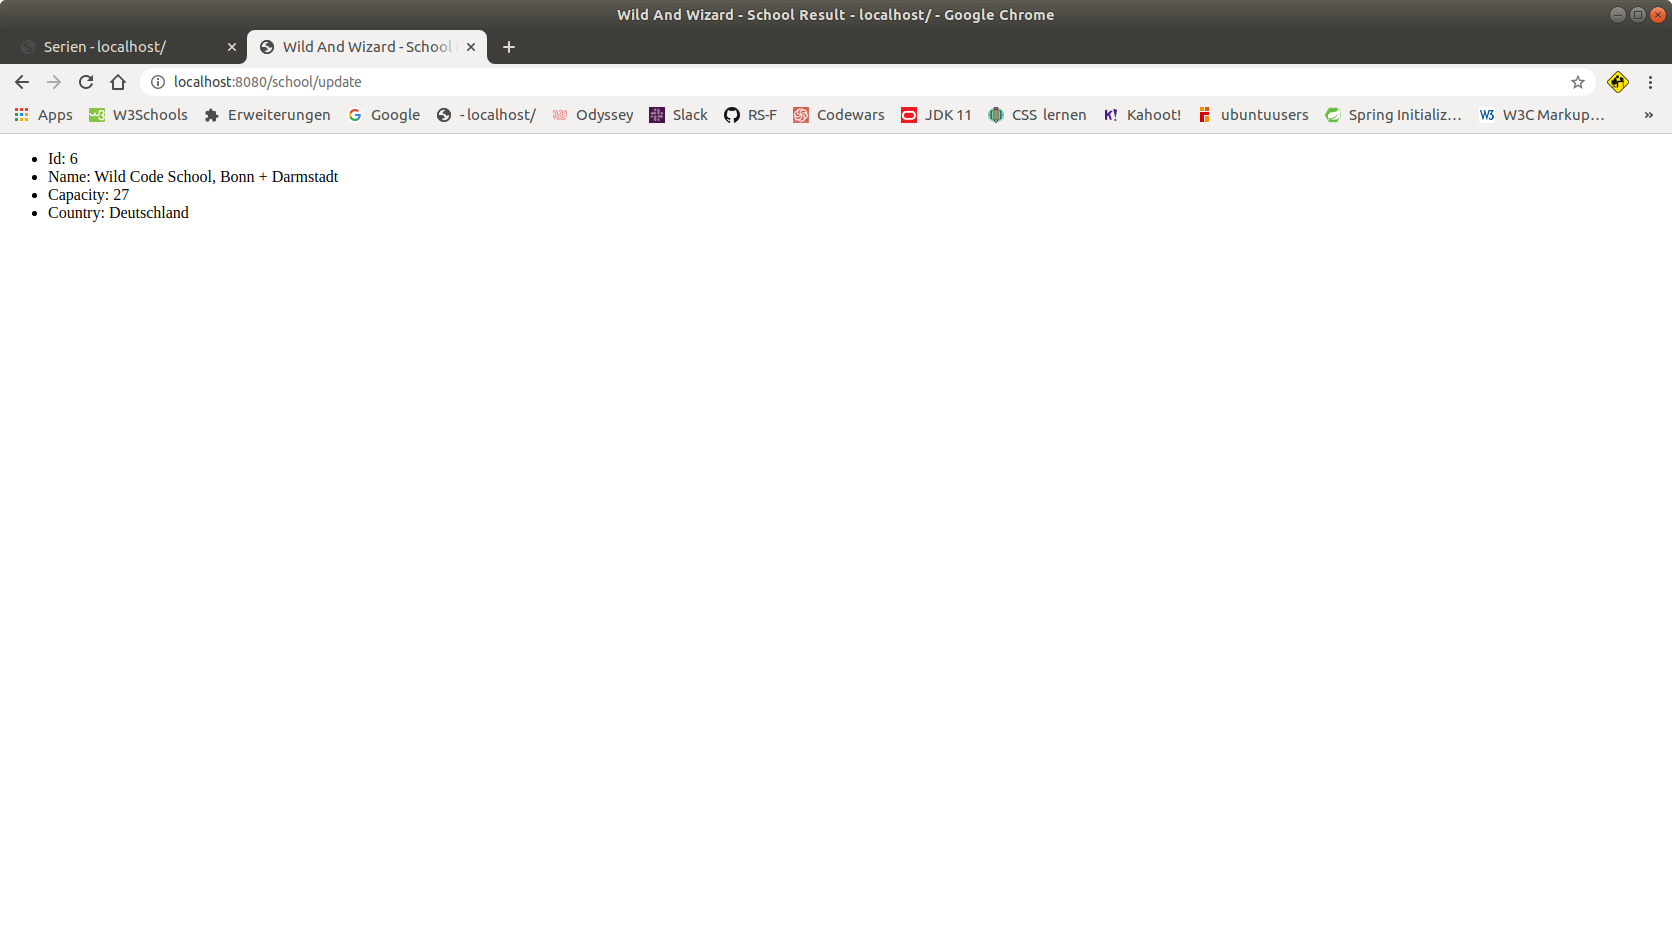 Wild And Wizard - School Result - localhost/ - Google Chrome
Serien - localhost/
Wild And Wizard - School
localhost:8080/school/update
Apps W3Schools Erweiterungen Google - localhost/ Odyssey Slack RS-F Codewars JDK 11 CSS lernen Kahoot! ubuntuusers Spring Initializ… W3C Markup… »
• Id: 6
• Name: Wild Code School, Bonn + Darmstadt
• Capacity: 27
• Country: Deutschland